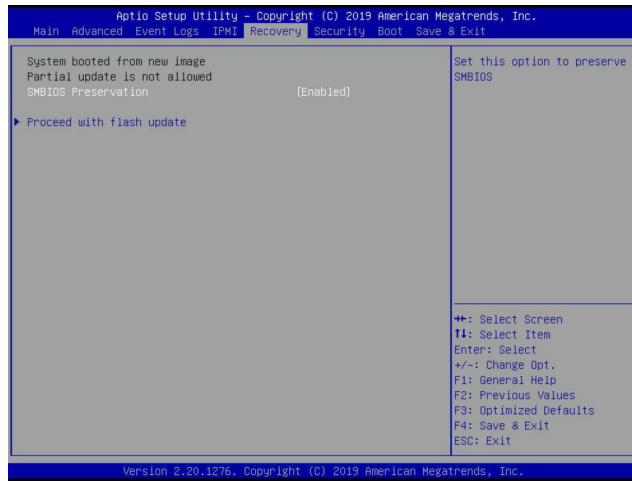 Aptio Setup Utility – Copyright (C) 2019 American Megatrends, Inc.
Main Advanced Event Logs IPMI Recovery Security Boot Save & Exit
System booted from new image
Partial update is not allowed
SMBIOS Preservation [Enabled]
▶ Proceed with flash update
Set this option to preserve
SMBIOS
→←: Select Screen
↑↓: Select Item
Enter: Select
+/-: Change Opt.
F1: General Help
F2: Previous Values
F3: Optimized Defaults
F4: Save & Exit
ESC: Exit
Version 2.20.1276. Copyright (C) 2019 American Megatrends, Inc.